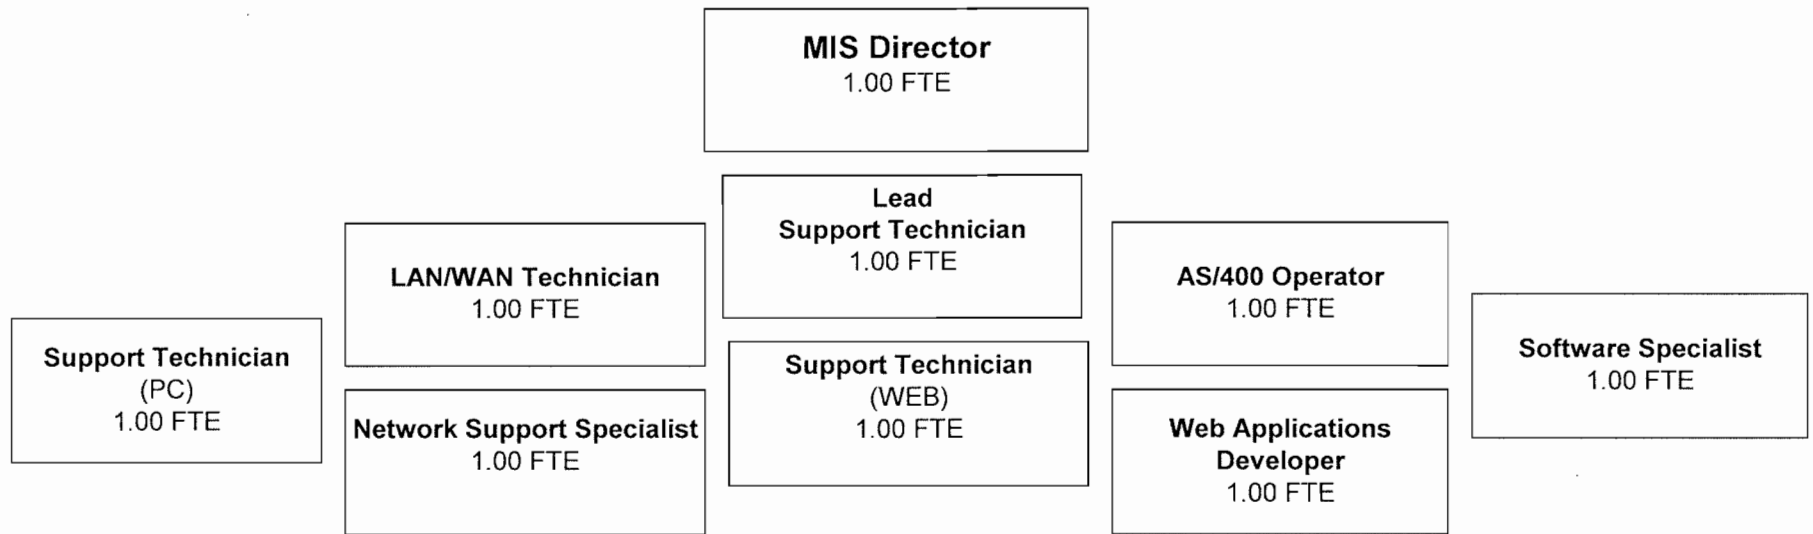 MIS Director
1.00 FTE
Lead
Support Technician
1.00 FTE
LAN/WAN Technician
1.00 FTE
AS/400 Operator
1.00 FTE
Support Technician
(PC)
1.00 FTE
Software Specialist
1.00 FTE
Support Technician
(WEB)
1.00 FTE
Network Support Specialist
1.00 FTE
Web Applications
Developer
1.00 FTE